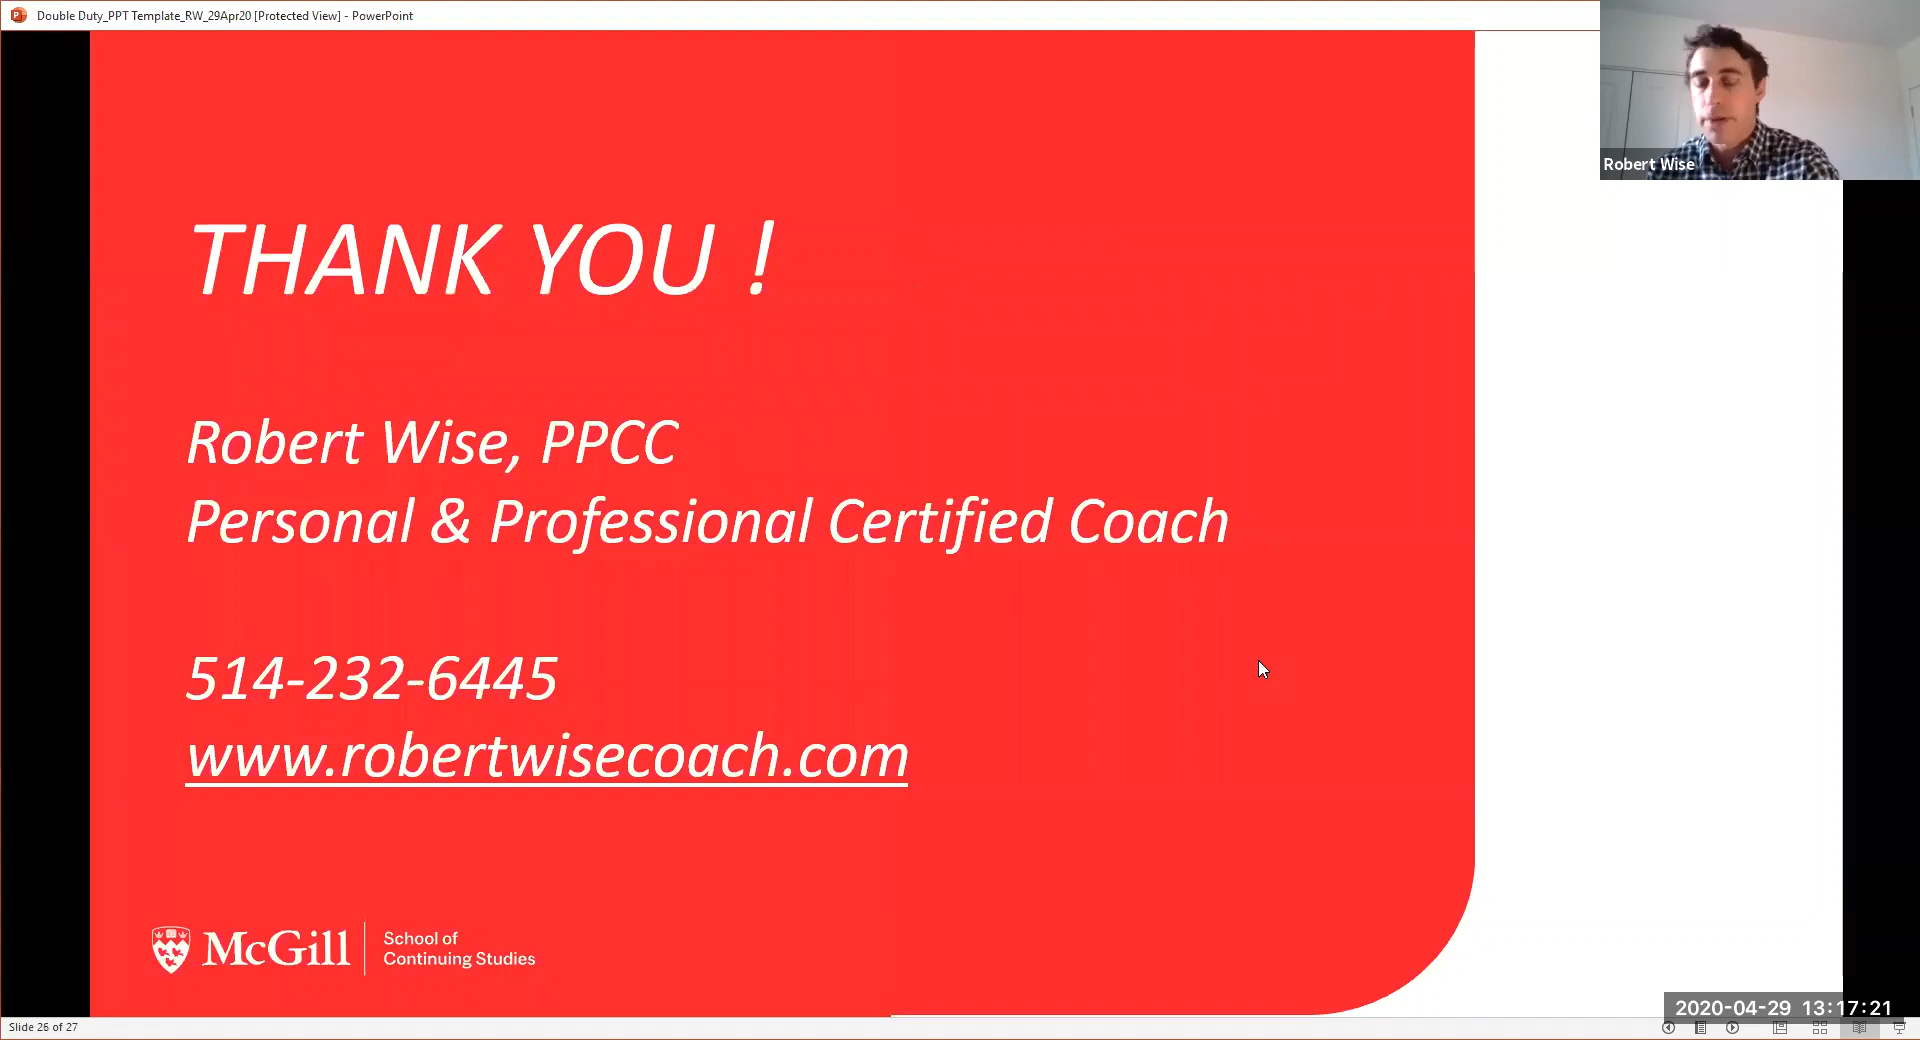 Double Duty_PPT Template_RW_29Apr20 [Protected View] - PowerPoint
Robert Wise
THANK YOU !
Robert Wise, PPCC
Personal & Professional Certified Coach
514-232-6445
www.robertwisecoach.com
McGill
School of
Continuing Studies
2020-04-29 13:17:21
Slide 26 of 27